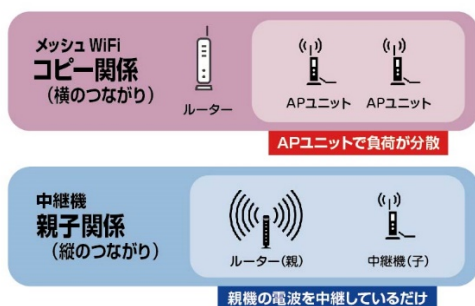 メッシュ WiFi
コピー関係
（横のつながり）
ルーター
APユニット APユニット
APユニットで負荷が分散
中継機
親子関係
（縦のつながり）
ルーター（親） 中継機（子）
親機の電波を中継しているだけ